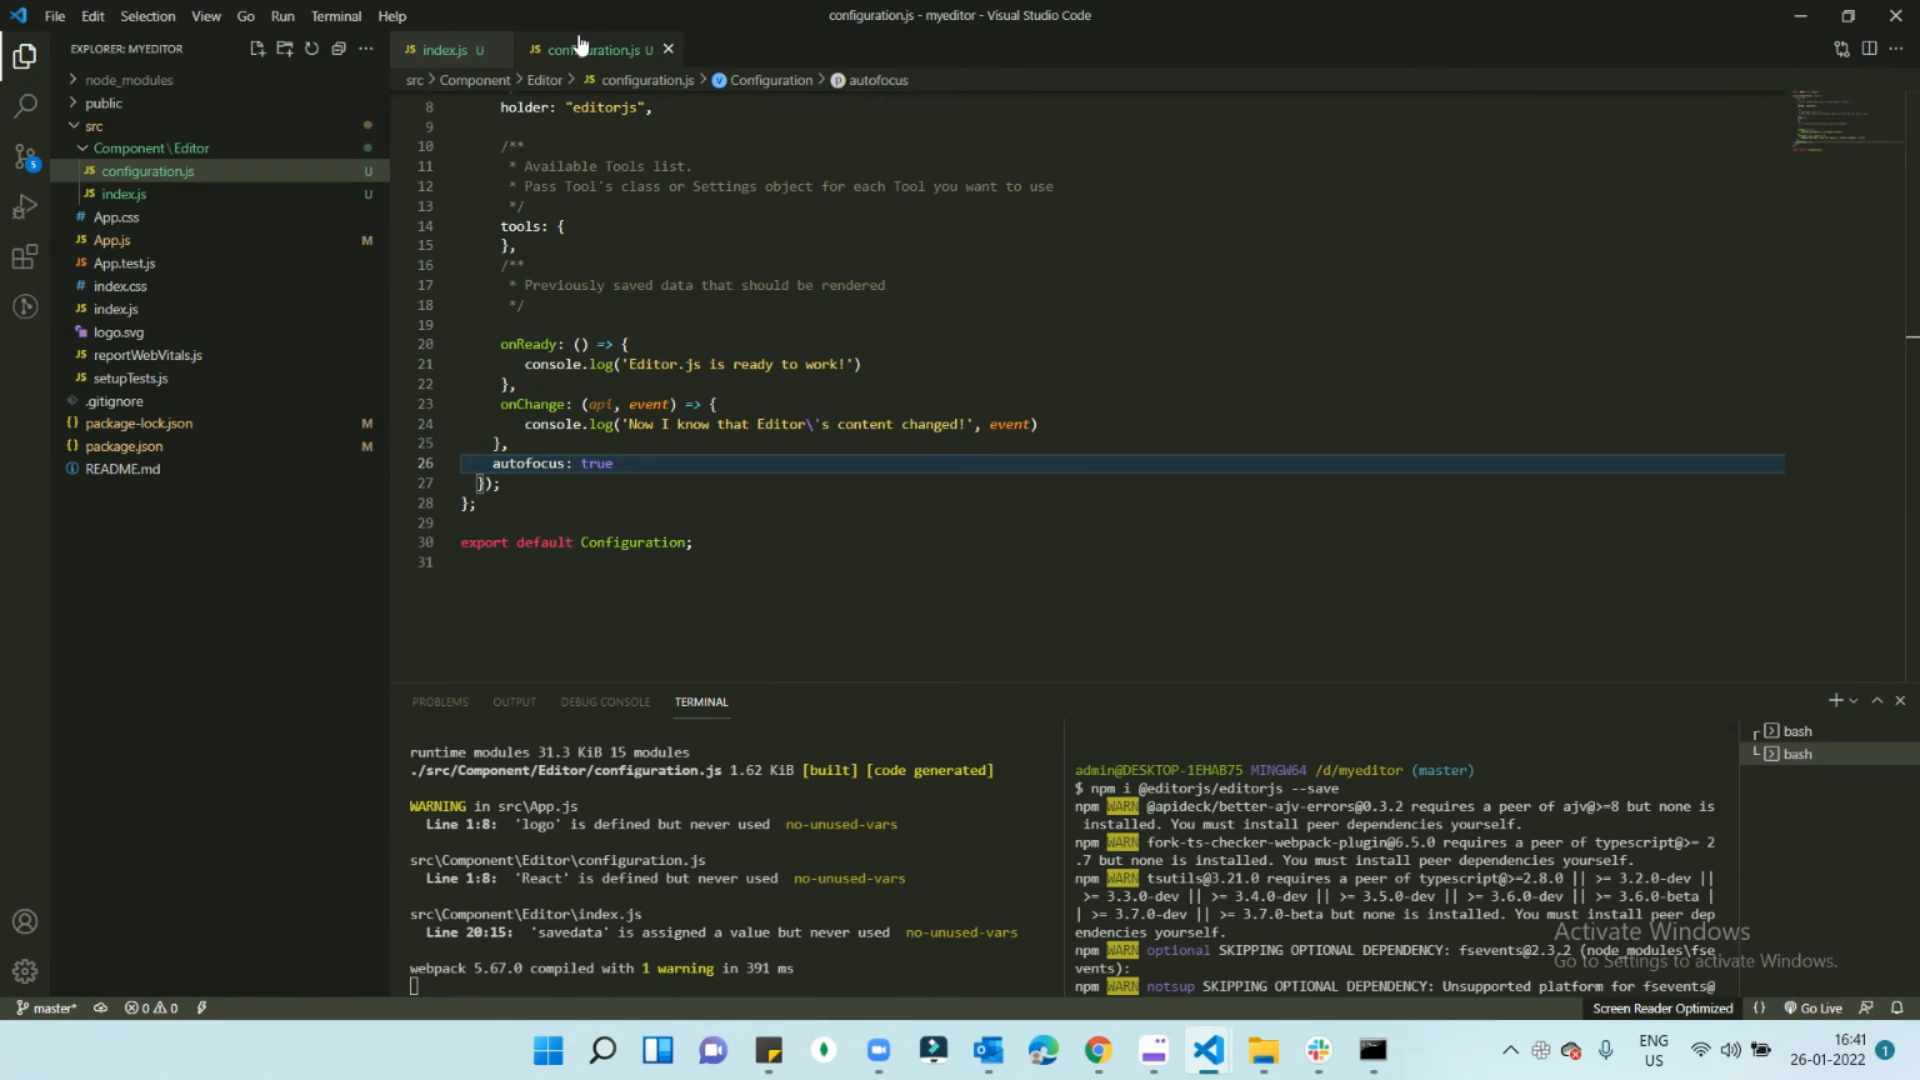 File Edit Selection View Go Run Terminal Help
configuration.js - myeditor - Visual Studio Code
EXPLORER: MYEDITOR
node_modules
public
src
Component\Editor
JS configuration.js U
JS index.js U
# App.css
JS App.js M
JS App.test.js
# index.css
JS index.js
logo.svg
JS reportWebVitals.js
JS setupTests.js
.gitignore
{} package-lock.json M
{} package.json M
README.md
5
JS index.js U
JS configuration.js U
src > Component > Editor > JS configuration.js > Configuration > autofocus
8 holder: "editorjs",
9
10 /**
11 * Available Tools list.
12 * Pass Tool's class or Settings object for each Tool you want to use
13 */
14 tools: {
15 },
16 /**
17 * Previously saved data that should be rendered
18 */
19
20 onReady: () => {
21 console.log('Editor.js is ready to work!')
22 },
23 onChange: (api, event) => {
24 console.log('Now I know that Editor\'s content changed!', event)
25 },
26 autofocus: true
27 });
28 };
29
30 export default Configuration;
31
PROBLEMS OUTPUT DEBUG CONSOLE TERMINAL
runtime modules 31.3 KiB 15 modules
./src/Component/Editor/configuration.js 1.62 KiB [built] [code generated]
WARNING in src\App.js
Line 1:8: 'logo' is defined but never used no-unused-vars
src\Component\Editor\configuration.js
Line 1:8: 'React' is defined but never used no-unused-vars
src\Component\Editor\index.js
Line 20:15: 'savedata' is assigned a value but never used no-unused-vars
webpack 5.67.0 compiled with 1 warning in 391 ms
admin@DESKTOP-1EHAB75 MINGW64 /d/myeditor (master)
$ npm i @editorjs/editorjs --save
npm WARN @apideck/better-ajv-errors@0.3.2 requires a peer of ajv@>=8 but none is
installed. You must install peer dependencies yourself.
npm WARN fork-ts-checker-webpack-plugin@6.5.0 requires a peer of typescript@>= 2
.7 but none is installed. You must install peer dependencies yourself.
npm WARN tsutils@3.21.0 requires a peer of typescript@>=2.8.0 || >= 3.2.0-dev ||
>= 3.3.0-dev || >= 3.4.0-dev || >= 3.5.0-dev || >= 3.6.0-dev || >= 3.6.0-beta |
| >= 3.7.0-dev || >= 3.7.0-beta but none is installed. You must install peer dep
endencies yourself.
npm WARN optional SKIPPING OPTIONAL DEPENDENCY: fsevents@2.3.2 (node_modules\fse
vents):
npm WARN notsup SKIPPING OPTIONAL DEPENDENCY: Unsupported platform for fsevents@
bash
bash
Activate Windows
Go to Settings to activate Windows.
master* 0 0
Screen Reader Optimized {} Go Live
ENG
US
16:41
26-01-2022
1